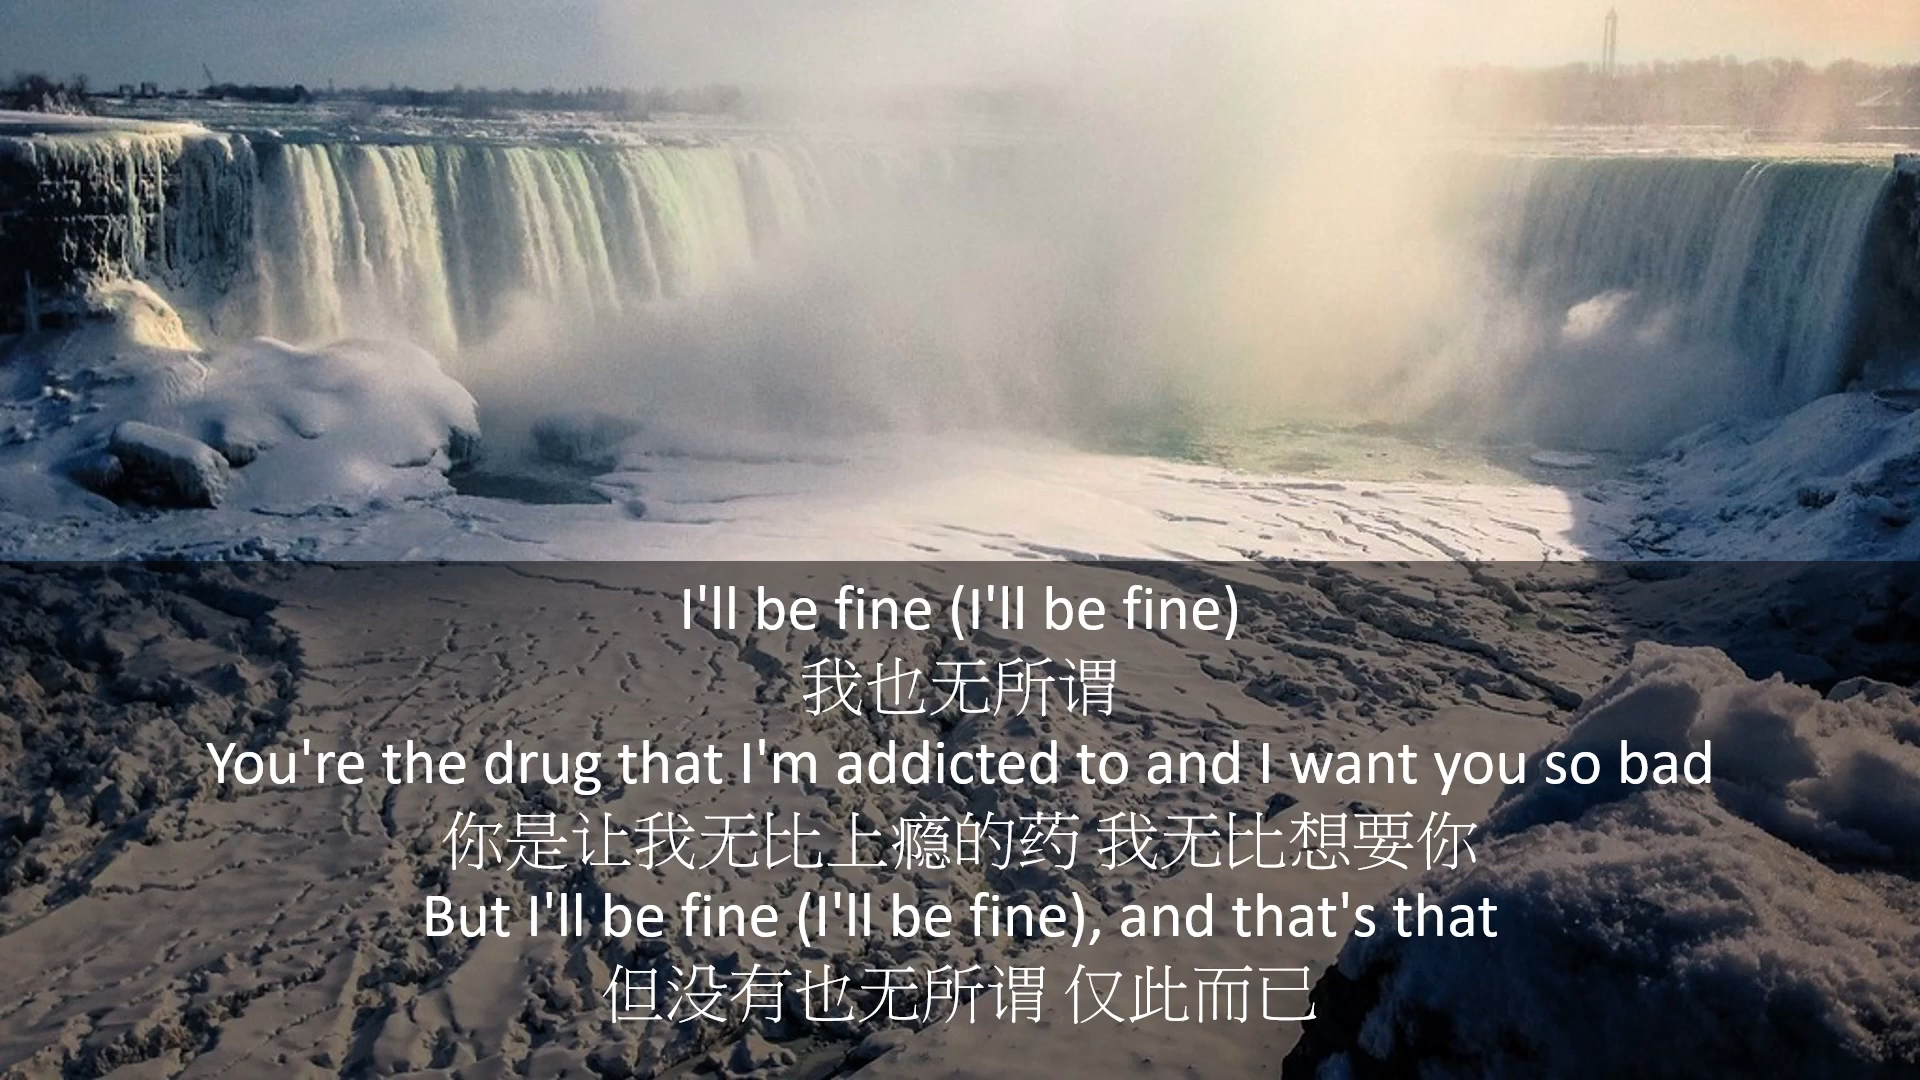 I'll be fine (I'll be fine)
我也无所谓
You're the drug that I'm addicted to and I want you so bad
你是让我无比上瘾的药 我无比想要你
But I'll be fine (I'll be fine), and that's that
但没有也无所谓 仅此而已